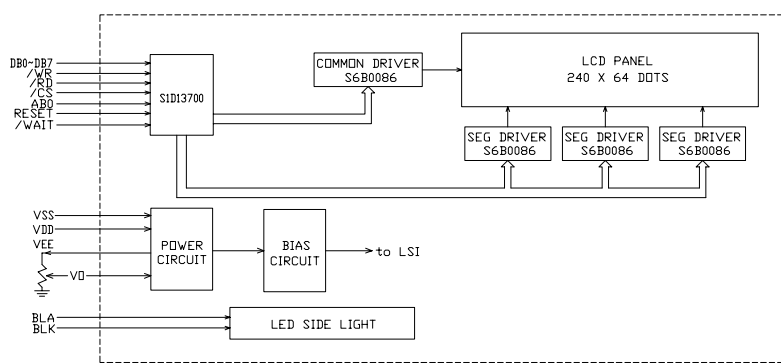 DB0~DB7
/WR
/RD
/CS
AB0
RESET
/WAIT
S1D13700
COMMON DRIVER
S6B0086
LCD PANEL
240 X 64 DOTS
SEG DRIVER
S6B0086
SEG DRIVER
S6B0086
SEG DRIVER
S6B0086
VSS
VDD
VEE
VO
POWER
CIRCUIT
BIAS
CIRCUIT
to LSI
BLA
BLK
LED SIDE LIGHT